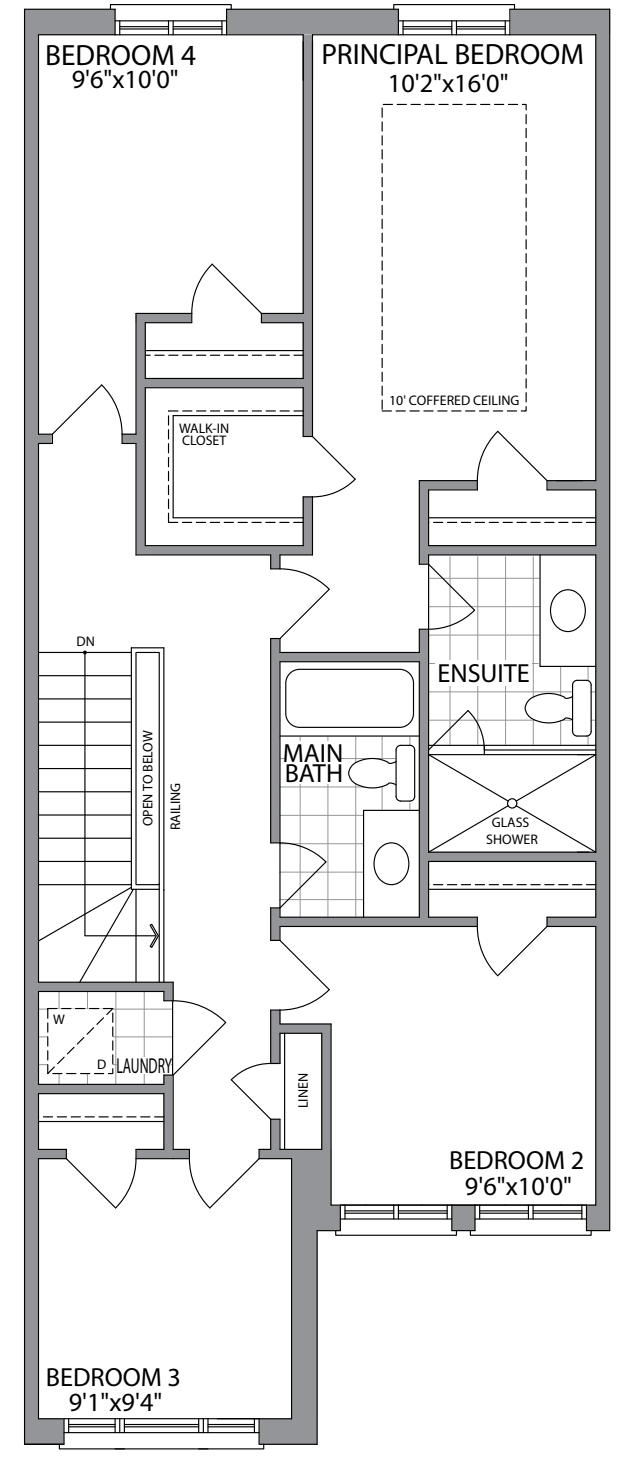 BEDROOM 4
9'6"x10'0"
PRINCIPAL BEDROOM
10'2"x16'0"
10' COFFERED CEILING
WALK-IN
CLOSET
DN
OPEN TO BELOW
RAILING
ENSUITE
MAIN
BATH
GLASS
SHOWER
W
D
LAUNDRY
LINEN
BEDROOM 2
9'6"x10'0"
BEDROOM 3
9'1"x9'4"